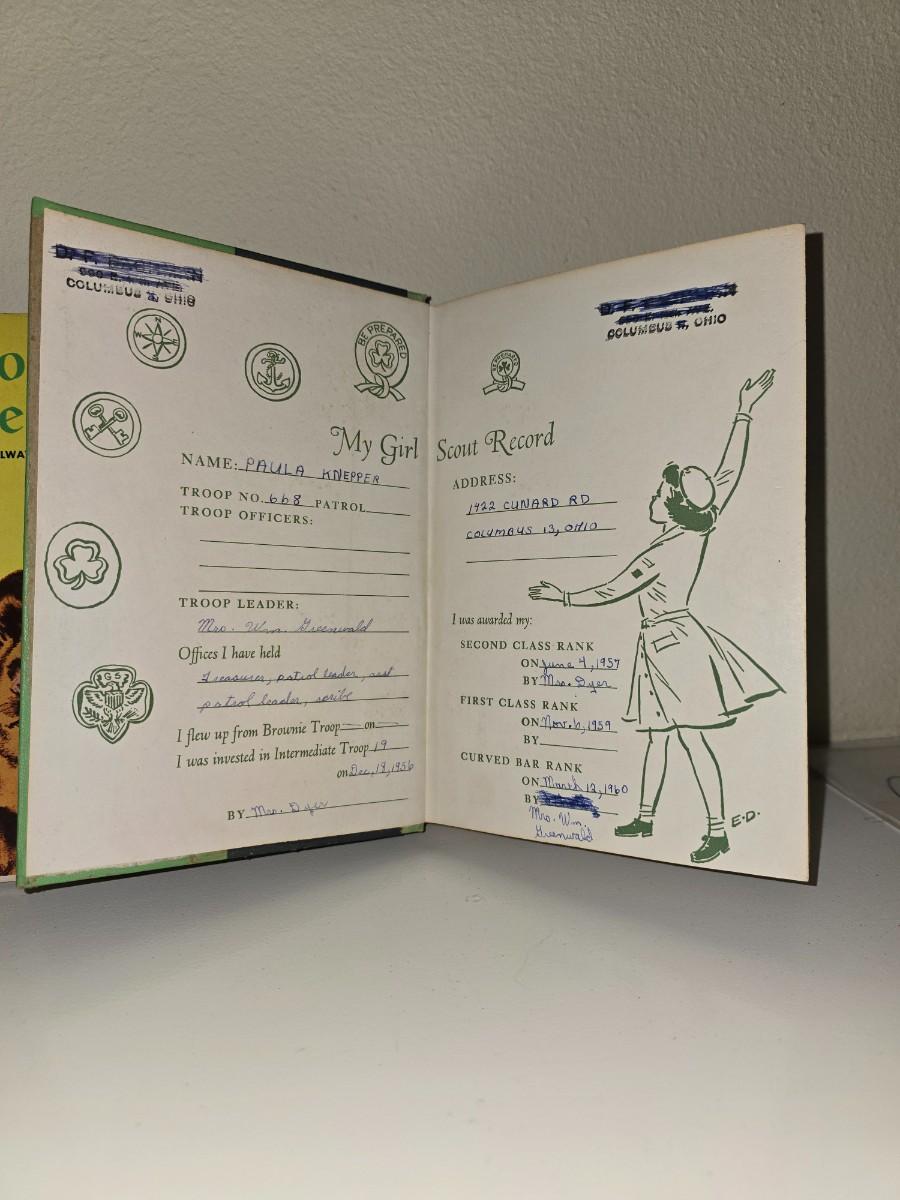 COLUMBUS OHIO
N
W E
S
BE PREPARED
GS
My Girl Scout Record
NAME: PAULA KNEPPER
TROOP NO. 668 PATROL
TROOP OFFICERS:
TROOP LEADER:
Mrs. Wm. Greenwald
Offices I have held
Treasurer, patrol leader, asst
patrol leader, scribe
I flew up from Brownie Troop on
I was invested in Intermediate Troop 19
on Dec, 19, 1956
BY Mrs. Dyer
COLUMBUS OHIO
BE PREPARED
ADDRESS:
1922 CUNARD RD
COLUMBUS 13, OHIO
I was awarded my:
SECOND CLASS RANK
ON June 4, 1957
BY Mrs. Dyer
FIRST CLASS RANK
ON Nov. 6, 1959
BY
CURVED BAR RANK
ON March 12, 1960
BY
Mrs. Wm.
Greenwald
E.D.
o
e
LWA